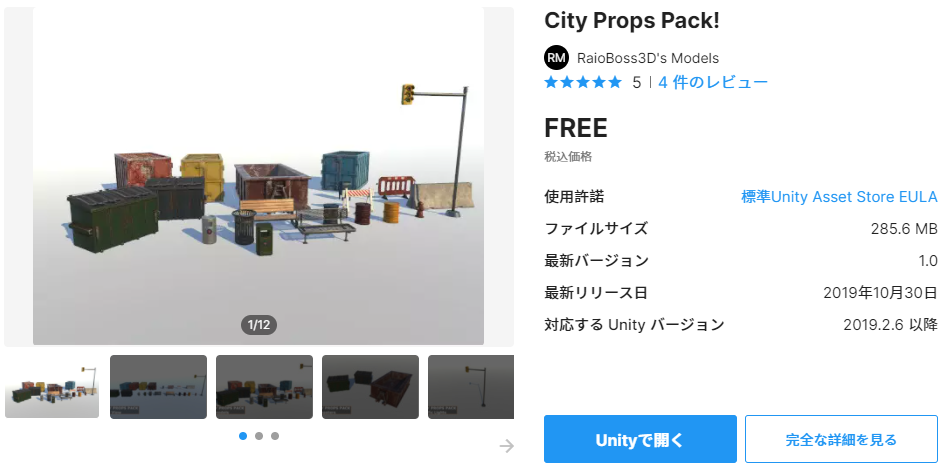 City Props Pack!
RM RaioBoss3D's Models
5 | 4 件のレビュー
FREE
税込価格
使用許諾 標準Unity Asset Store EULA
ファイルサイズ 285.6 MB
最新バージョン 1.0
最新リリース日 2019年10月30日
対応する Unity バージョン 2019.2.6 以降
1/12
Unityで開く
完全な詳細を見る